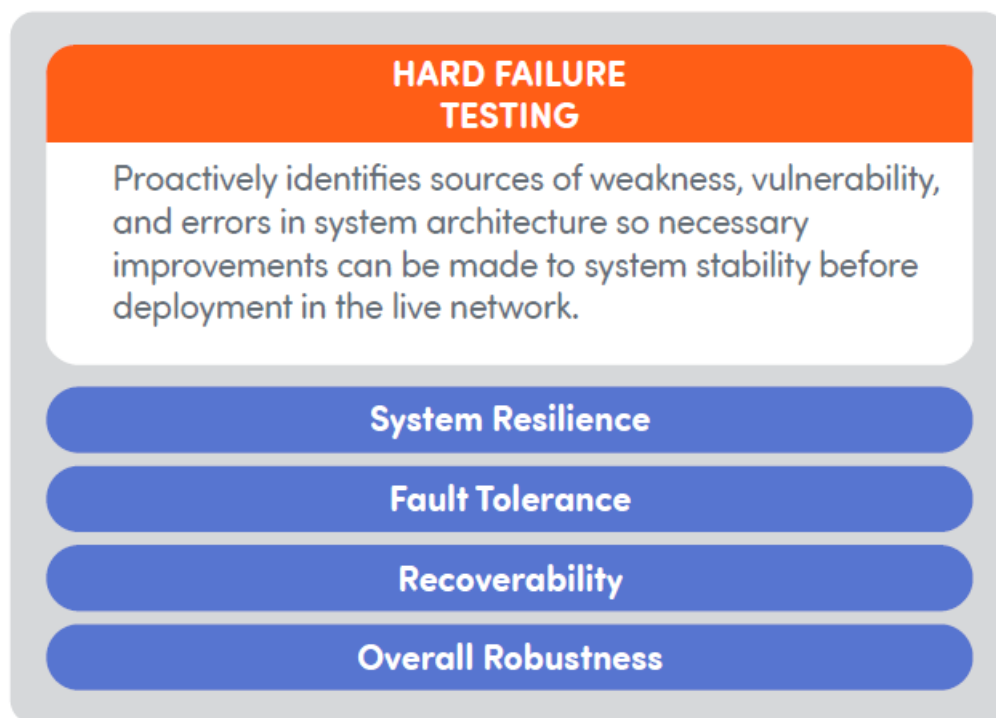 HARD FAILURE
TESTING
Proactively identifies sources of weakness, vulnerability,
and errors in system architecture so necessary
improvements can be made to system stability before
deployment in the live network.
System Resilience
Fault Tolerance
Recoverability
Overall Robustness